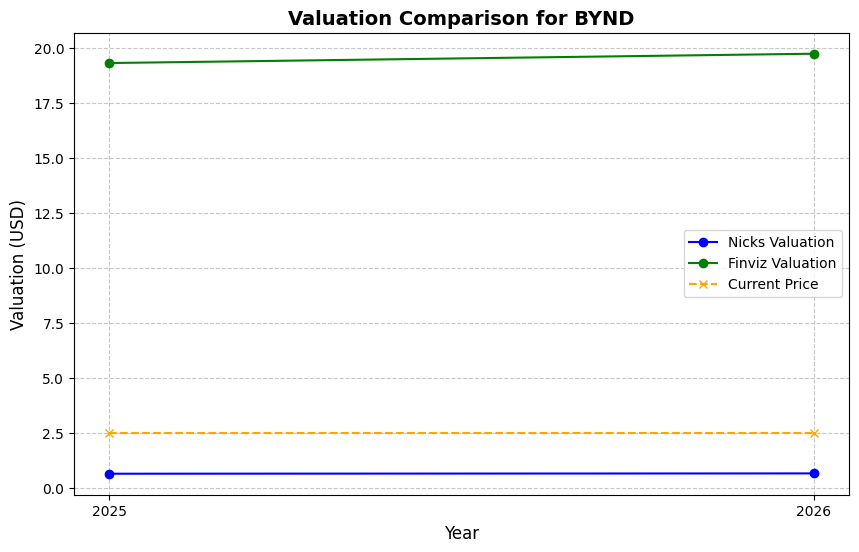 Valuation Comparison for BYND
Valuation (USD)
20.0
17.5
15.0
12.5
10.0
7.5
5.0
2.5
0.0
Nicks Valuation
Finviz Valuation
Current Price
2025
2026
Year